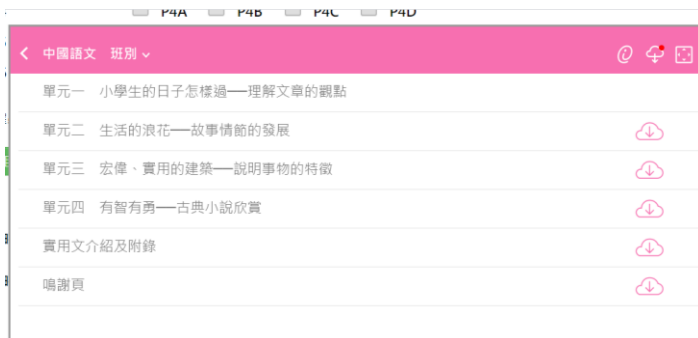 P4A P4B P4C P4D
中國語文 班別
單元一 小學生的日子怎樣過──理解文章的觀點
單元二 生活的浪花──故事情節的發展
單元三 宏偉、實用的建築──說明事物的特徵
單元四 有智有勇──古典小說欣賞
實用文介紹及附錄
鳴謝頁